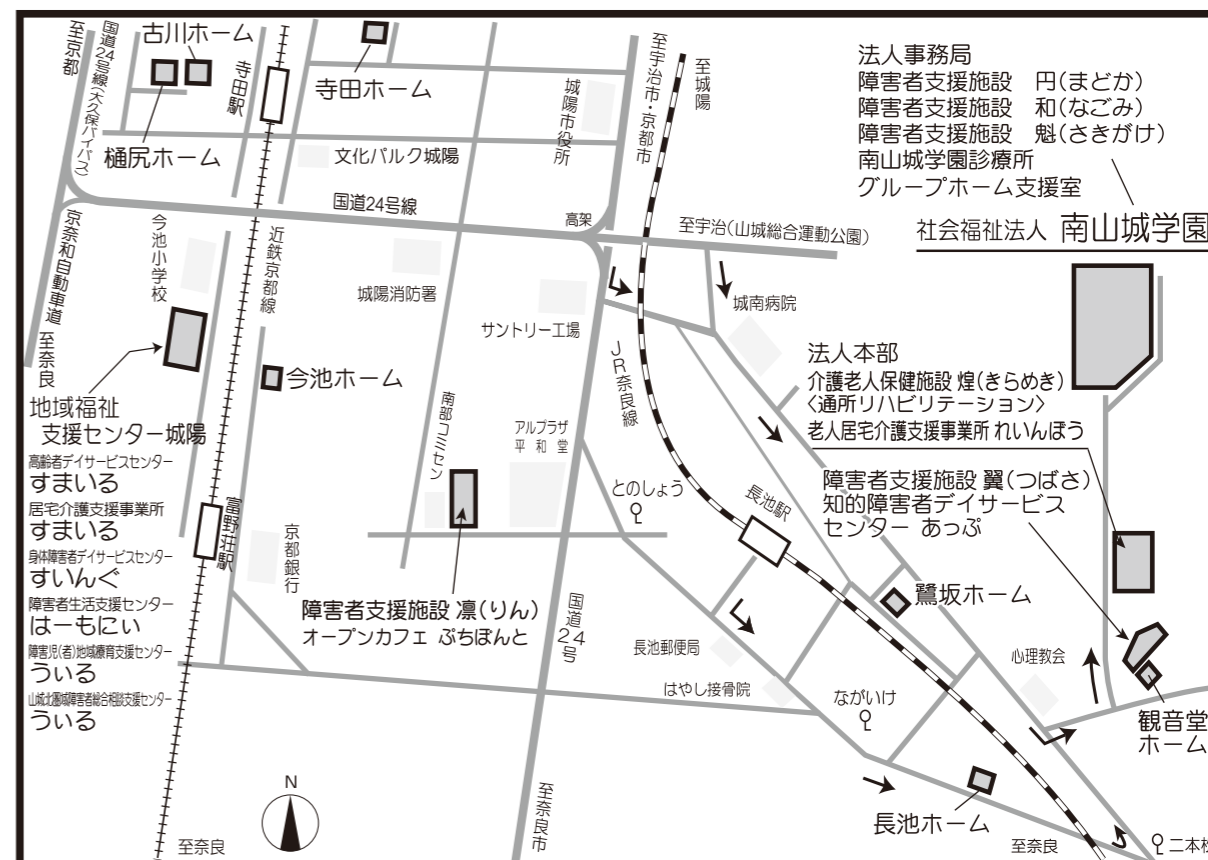 至京都
国道24号線(大久保バイパス)
古川ホーム
樋尻ホーム
寺田駅
寺田ホーム
文化パルク城陽
城陽市役所
至宇治市・京都市
至城陽
法人事務局
障害者支援施設 円(まどか)
障害者支援施設 和(なごみ)
障害者支援施設 魁(さきがけ)
南山城学園診療所
グループホーム支援室
社会福祉法人 南山城学園
国道24号線
高架
至宇治(山城総合運動公園)
京奈和自動車道
至奈良
今池小学校
近鉄京都線
城陽消防署
サントリー工場
JR奈良線
城南病院
今池ホーム
南部コミセン
アルプラザ
平和堂
地域福祉
支援センター城陽
高齢者デイサービスセンター
すまいる
居宅介護支援事業所
すまいる
身体障害者デイサービスセンター
すいんぐ
障害者生活支援センター
はーもにぃ
障害児(者)地域療育支援センター
うぃる
山城北圏域障害者総合相談支援センター
うぃる
富野荘駅
京都銀行
障害者支援施設 凛(りん)
オープンカフェ ぷちぽんと
国道24号
とのしょう
長池駅
法人本部
介護老人保健施設 煌(きらめき)
〈通所リハビリテーション〉
老人居宅介護支援事業所 れいんぼう
障害者支援施設 翼(つばさ)
知的障害者デイサービス
センター あっぷ
鷺坂ホーム
長池郵便局
はやし接骨院
ながいけ
心理教会
観音堂
ホーム
長池ホーム
N
至奈良
至奈良市
至奈良
二本松